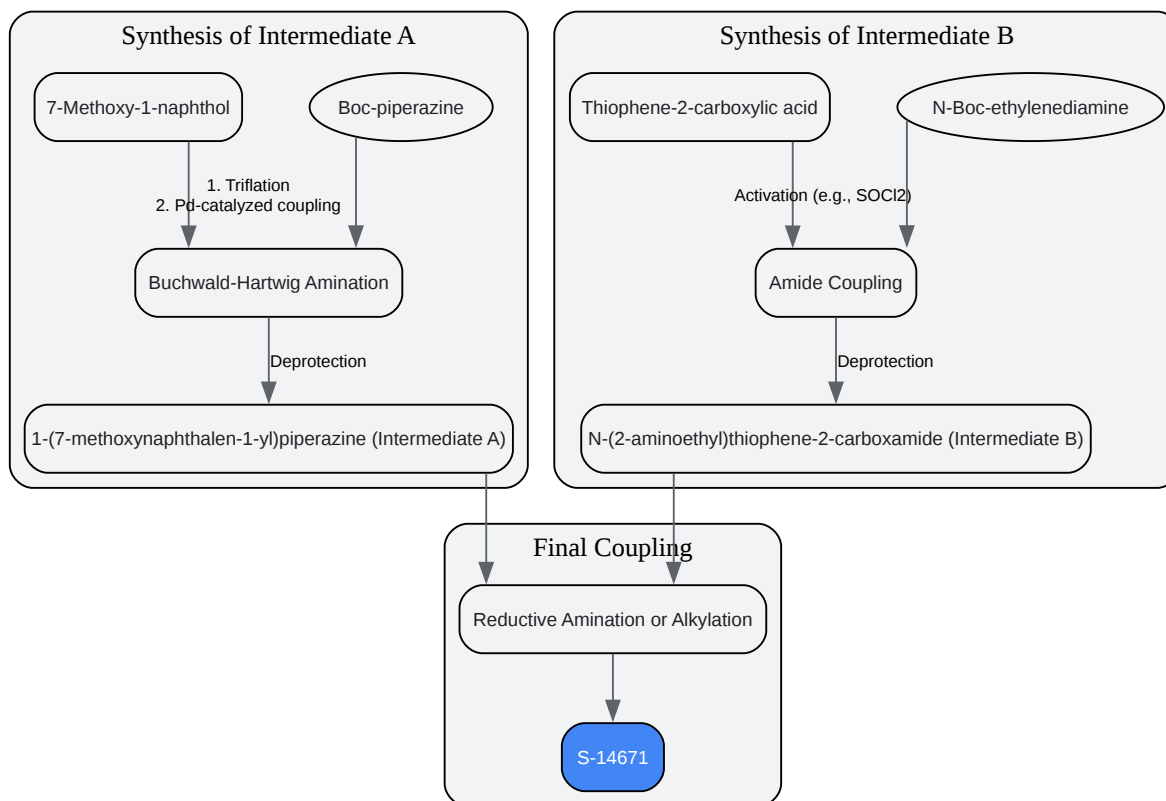 Synthesis of Intermediate A
7-Methoxy-1-naphthol
Boc-piperazine
1. Triflation
2. Pd-catalyzed coupling
Buchwald-Hartwig Amination
Deprotection
1-(7-methoxynaphthalen-1-yl)piperazine (Intermediate A)
Synthesis of Intermediate B
Thiophene-2-carboxylic acid
N-Boc-ethylenediamine
Activation (e.g., SOCl2)
Amide Coupling
Deprotection
N-(2-aminoethyl)thiophene-2-carboxamide (Intermediate B)
Final Coupling
Reductive Amination or Alkylation
S-14671